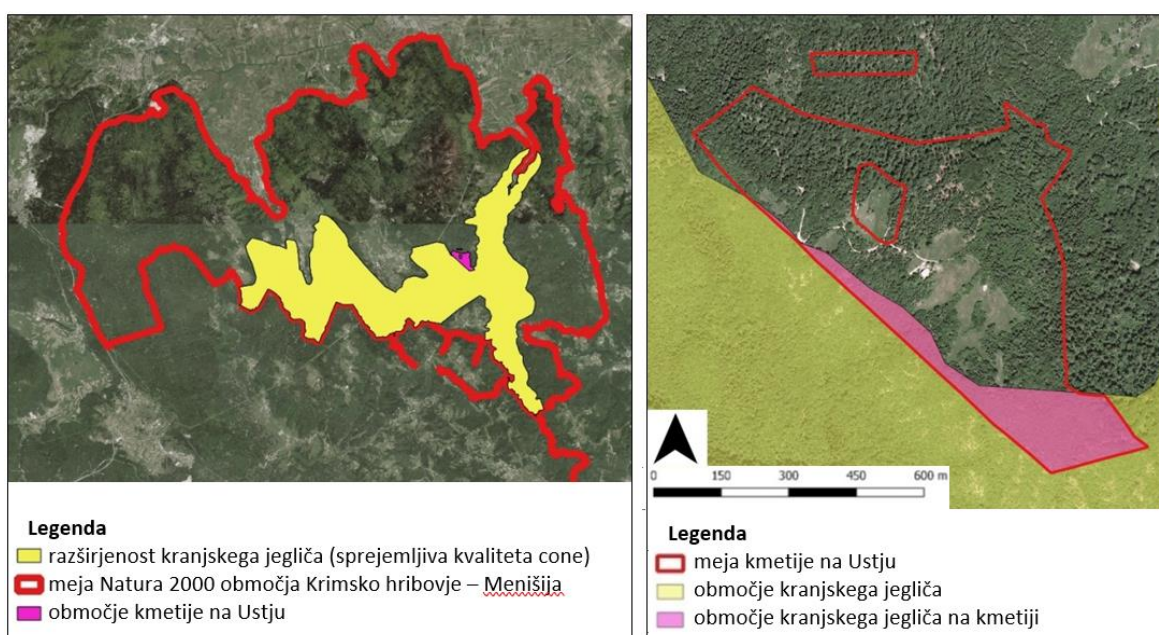 Legenda
razširjenost kranjskega jegliča (sprejemljiva kvaliteta cone)
meja Natura 2000 območja Krimsko hribovje – Menišija
območje kmetije na Ustju
0 150 300 450 600 m
Legenda
meja kmetije na Ustju
območje kranjskega jegliča
območje kranjskega jegliča na kmetiji